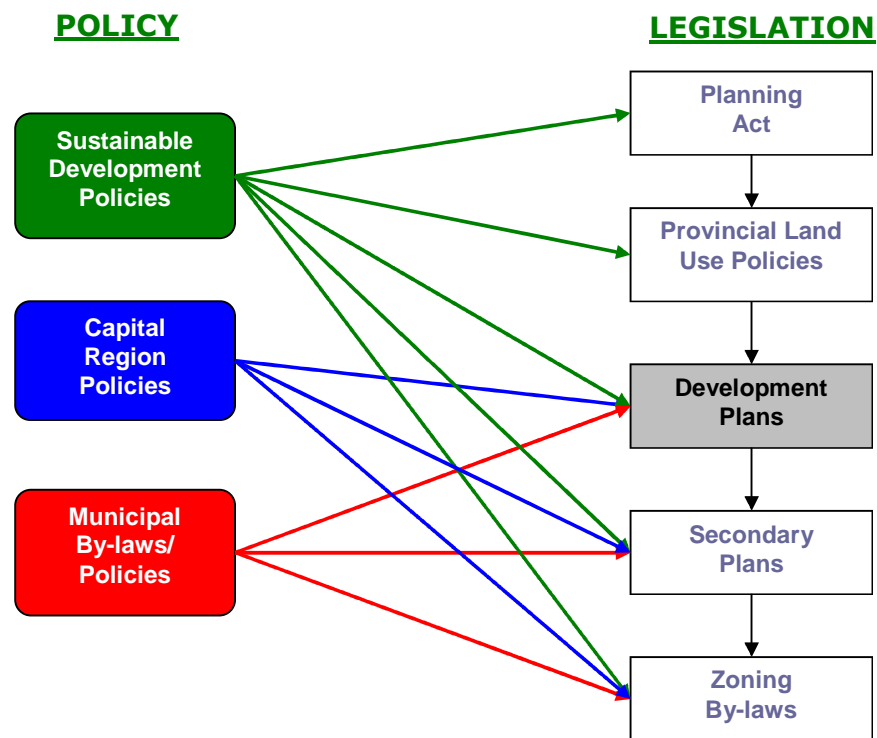 POLICY
LEGISLATION
Sustainable
Development
Policies
Capital
Region
Policies
Municipal
By-laws/
Policies
Planning
Act
Provincial Land
Use Policies
Development
Plans
Secondary
Plans
Zoning
By-laws